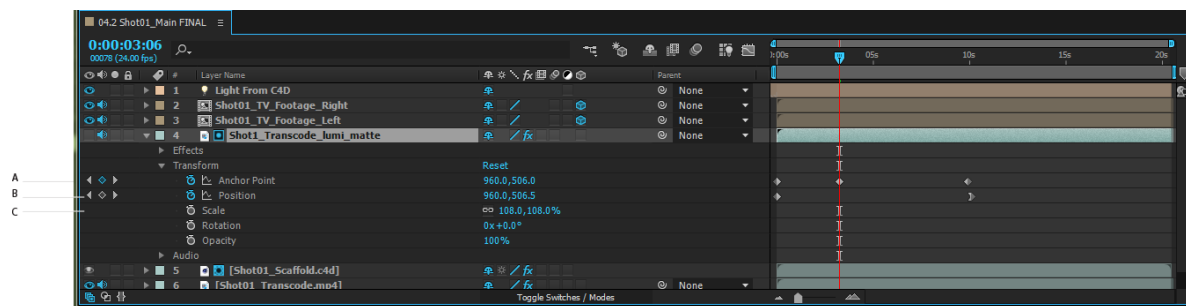 04.2 Shot01_Main FINAL
0:00:03:06
00078 (24.00 fps)
):00s 05s 10s 15s 20s
# Layer Name Parent
1 Light From C4D None
2 Shot01_TV_Footage_Right None
3 Shot01_TV_Footage_Left None
4 Shot1_Transcode_lumi_matte fx None
Effects
Transform Reset
A Anchor Point 960.0,506.0
B Position 960.0,506.5
C Scale 108.0,108.0%
Rotation 0x+0.0°
Opacity 100%
Audio
5 [Shot01_Scaffold.c4d] fx
6 [Shot01_Transcode.mp4] fx None
Toggle Switches / Modes